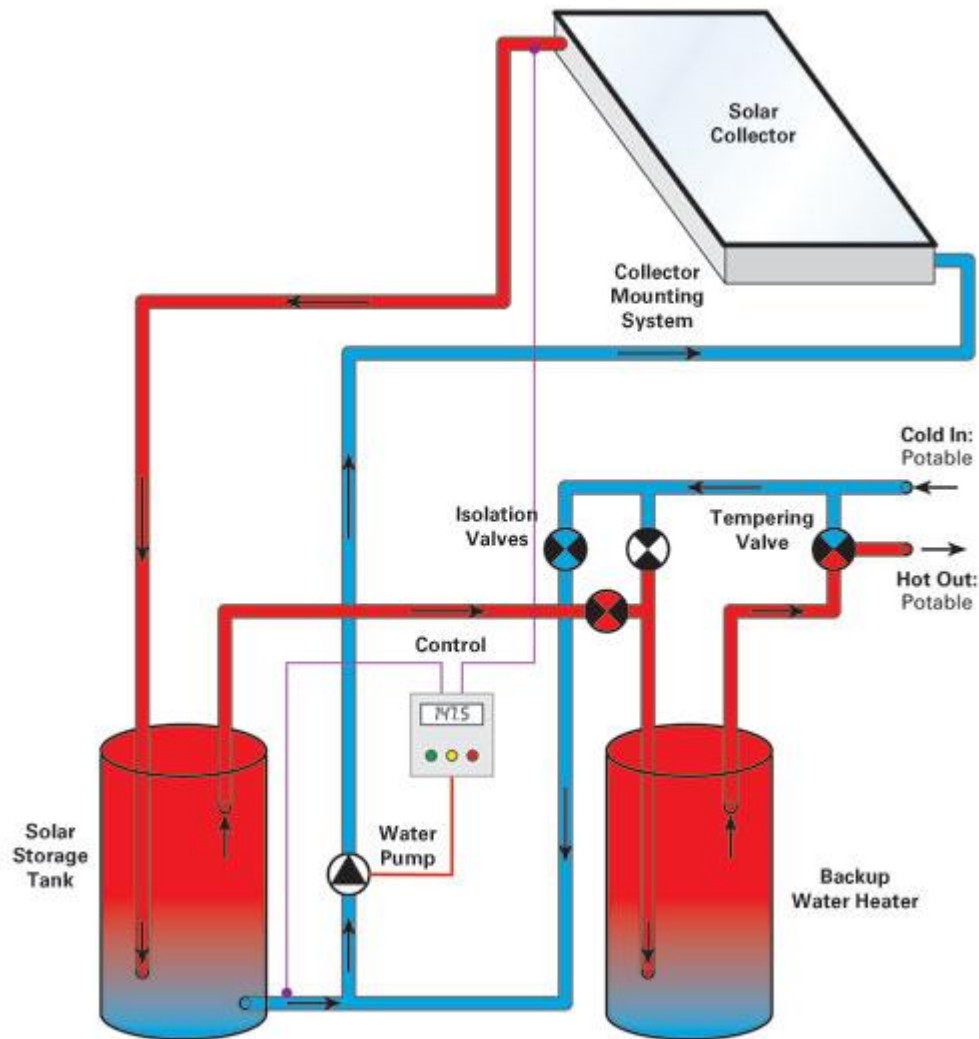 Solar
Collector
Collector
Mounting
System
Cold In:
Potable
Isolation
Valves
Tempering
Valve
Hot Out:
Potable
Control
147.5
Solar
Storage
Tank
Water
Pump
Backup
Water Heater